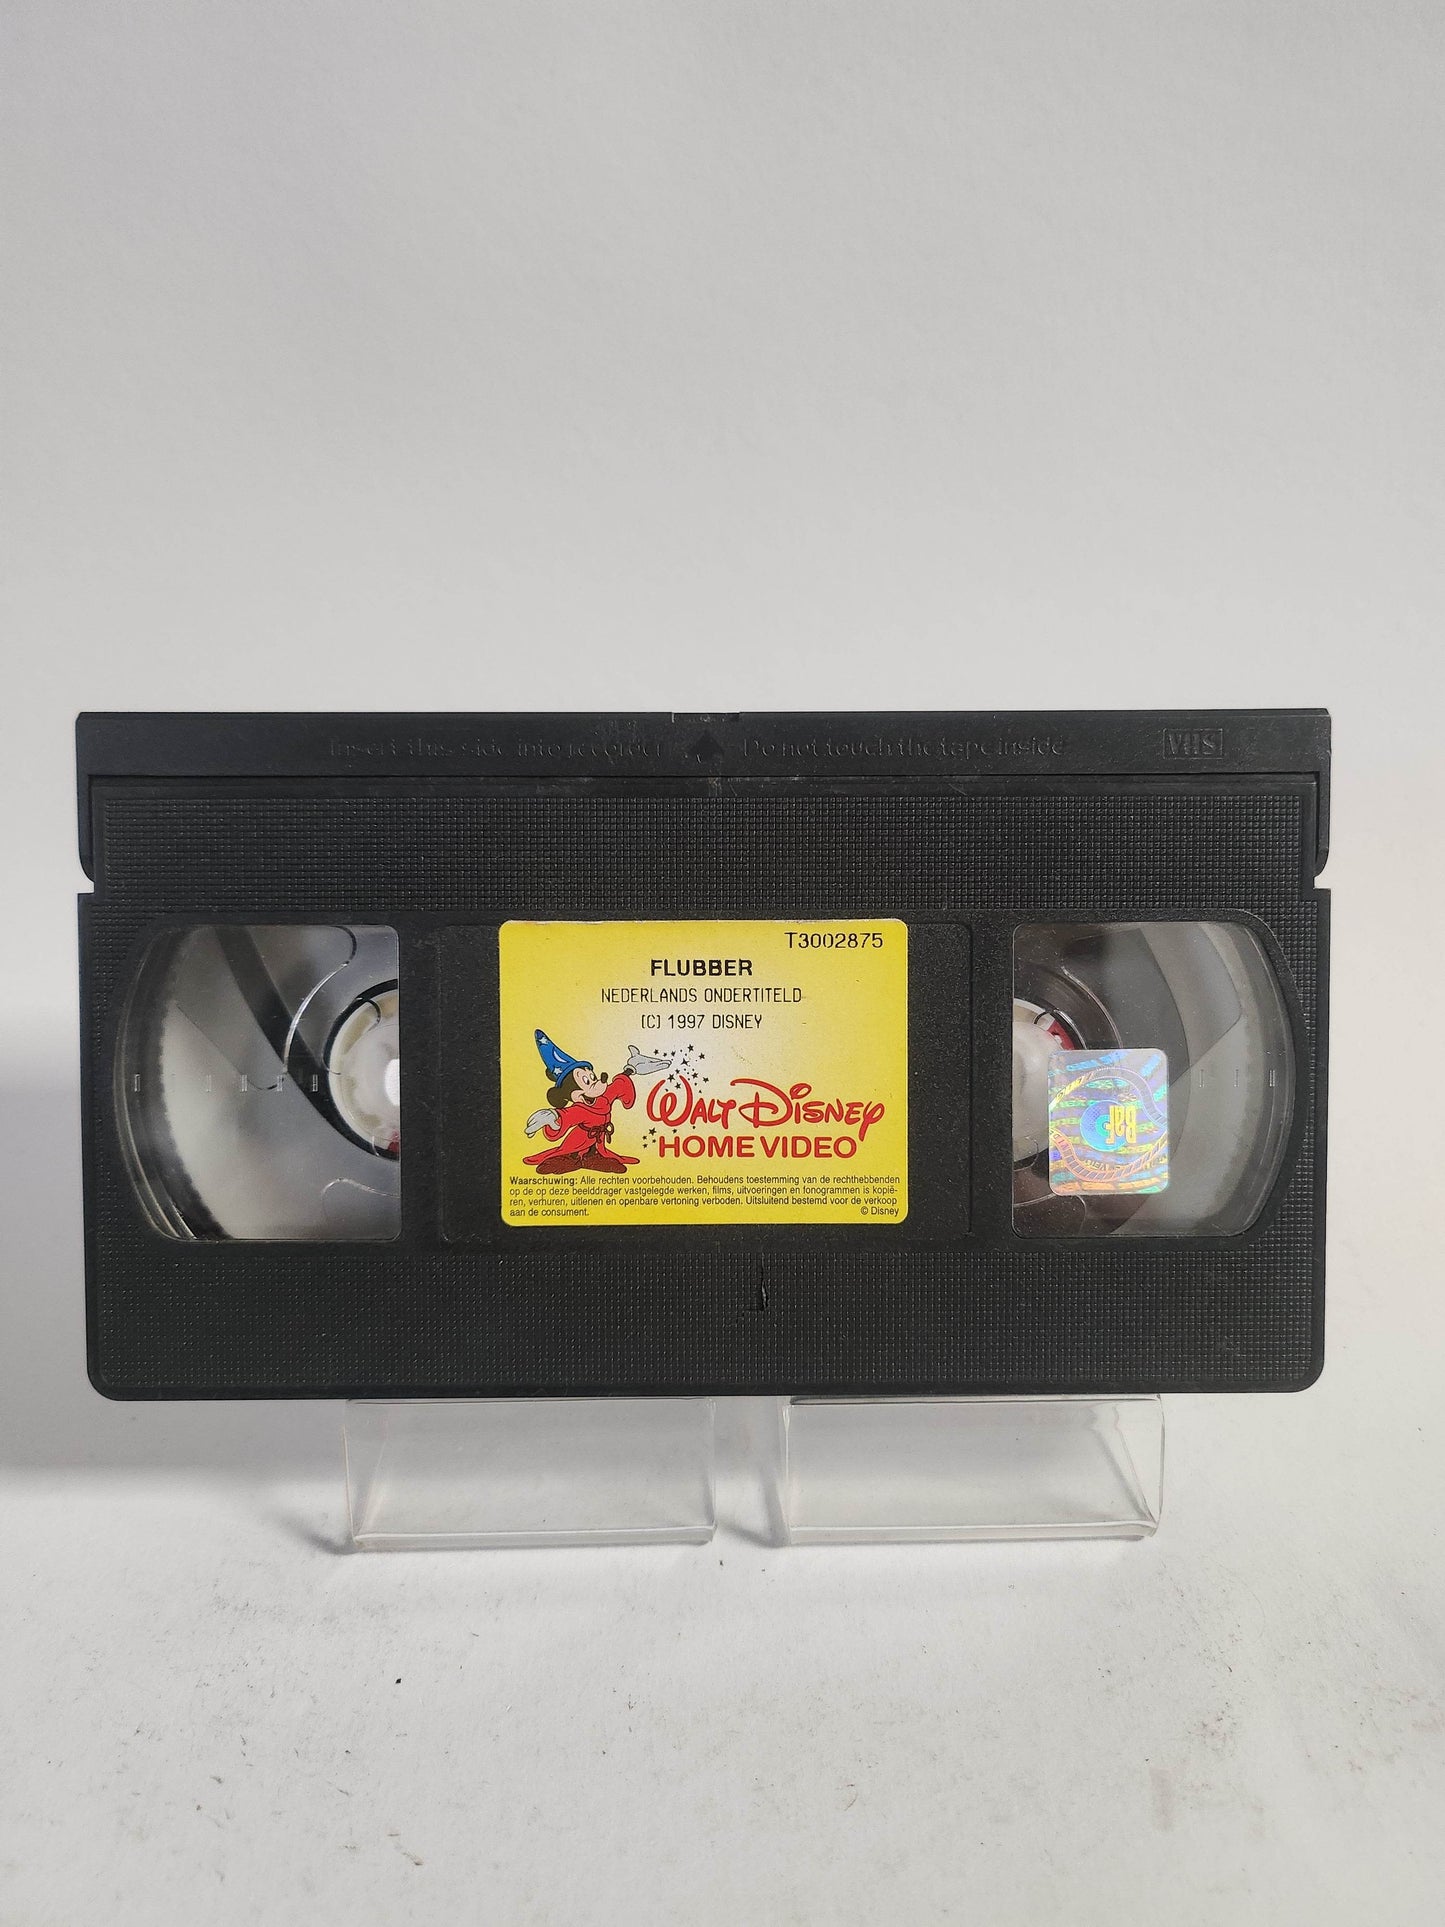 Insert this side into recorder Do not touch the tape inside VHS
T3002875
FLUBBER
NEDERLANDS ONDERTITELD
(C) 1997 DISNEY
WALT DISNEY
HOME VIDEO
Waarschuwing: Alle rechten voorbehouden. Behoudens toestemming van de rechthebbenden
op de op deze beelddrager vastgelegde werken, films, uitvoeringen en fonogrammen is kopië-
ren, verhuren, uitlenen en openbare vertoning verboden. Uitsluitend bestemd voor de verkoop
aan de consument. © Disney